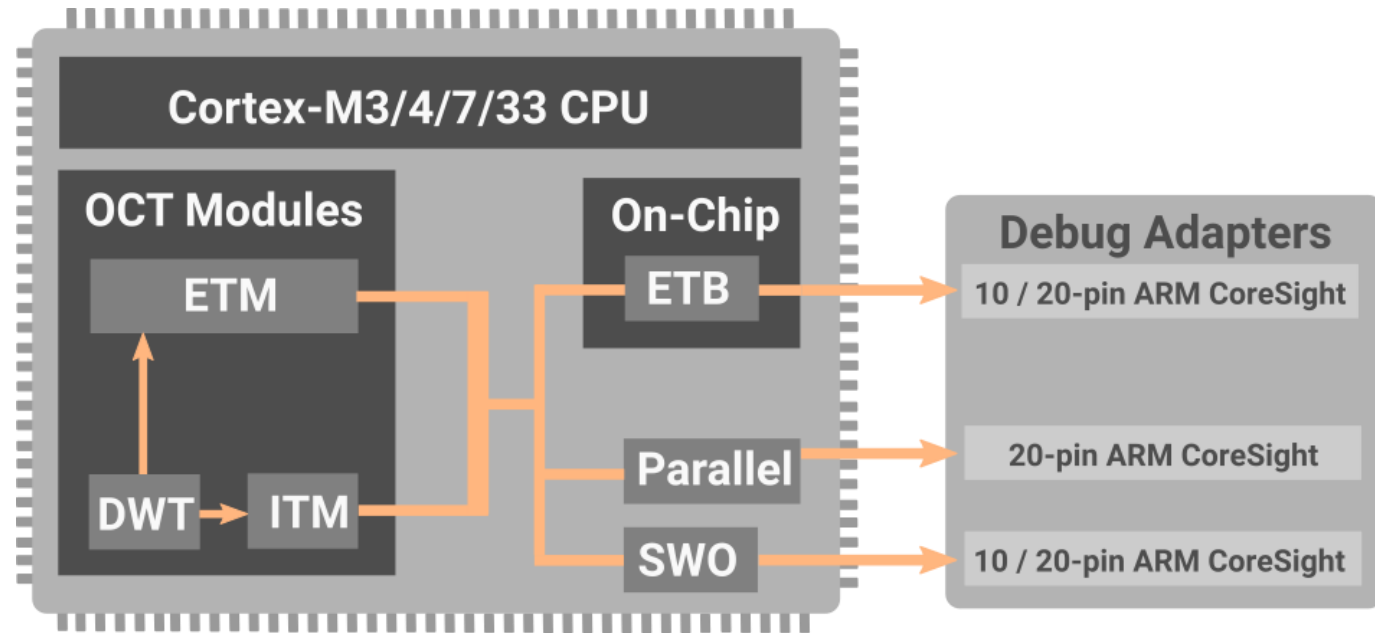 Cortex-M3/4/7/33 CPU
OCT Modules
ETM
DWT
ITM
On-Chip
ETB
Parallel
SWO
Debug Adapters
10 / 20-pin ARM CoreSight
20-pin ARM CoreSight
10 / 20-pin ARM CoreSight